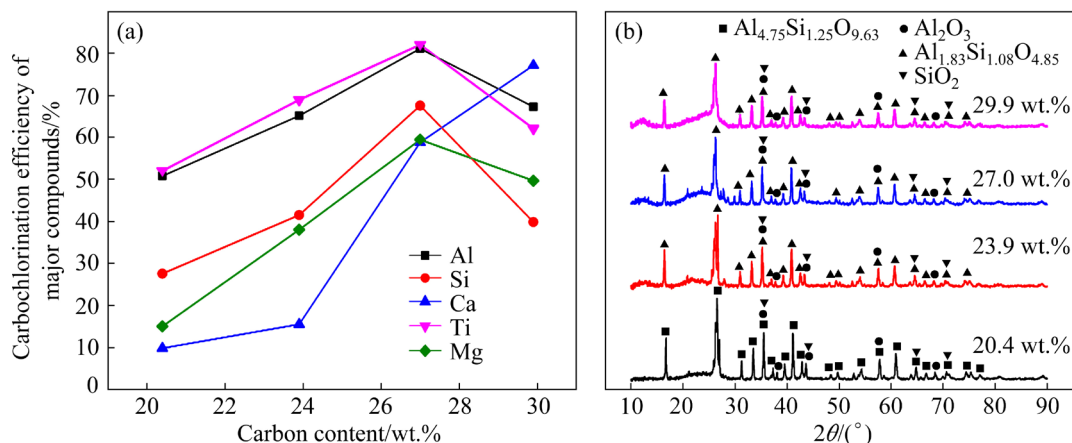 (a)
Carbochlorination efficiency of
major compounds/%
80
70
60
50
40
30
20
10
0
20
22
24
26
28
30
Carbon content/wt.%
Al
Si
Ca
Ti
Mg
(b)
Al4.75Si1.25O9.63
Al2O3
Al1.83Si1.08O4.85
SiO2
29.9 wt.%
27.0 wt.%
23.9 wt.%
20.4 wt.%
10
20
30
40
50
60
70
80
90
2θ/(°)